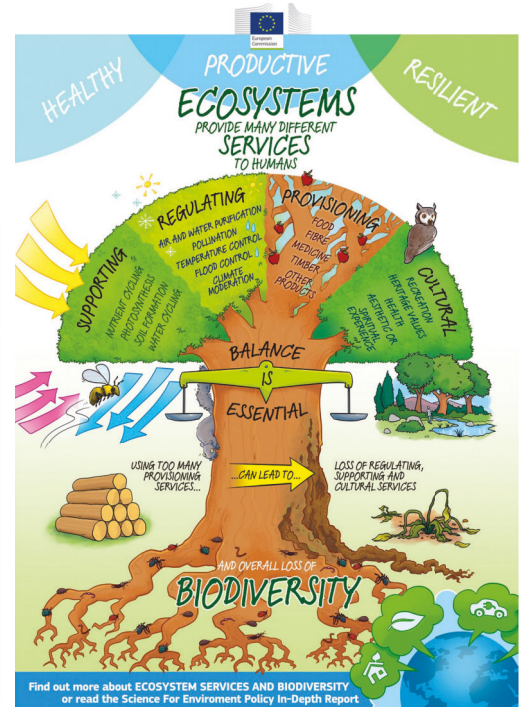 European
Commission
HEALTHY
PRODUCTIVE
RESILIENT
ECOSYSTEMS
PROVIDE MANY DIFFERENT
SERVICES
TO HUMANS
SUPPORTING
NUTRIENT CYCLING
PHOTOSYNTHESIS
SOIL FORMATION
WATER CYCLING
REGULATING
AIR AND WATER PURIFICATION
POLLINATION
TEMPERATURE CONTROL
FLOOD CONTROL
CLIMATE
MODERATION
PROVISIONING
FOOD
FIBRE
MEDICINE
TIMBER
OTHER
PRODUCTS
CULTURAL
RECREATION
HERITAGE VALUES
HEALTH
AESTHETIC OR
SPIRITUAL
EXPERIENCE
BALANCE
IS
ESSENTIAL
USING TOO MANY
PROVISIONING
SERVICES...
...CAN LEAD TO...
LOSS OF REGULATING,
SUPPORTING AND
CULTURAL SERVICES
AND OVERALL LOSS OF
BIODIVERSITY
Find out more about ECOSYSTEM SERVICES AND BIODIVERSITY
or read the Science For Enviroment Policy In-Depth Report